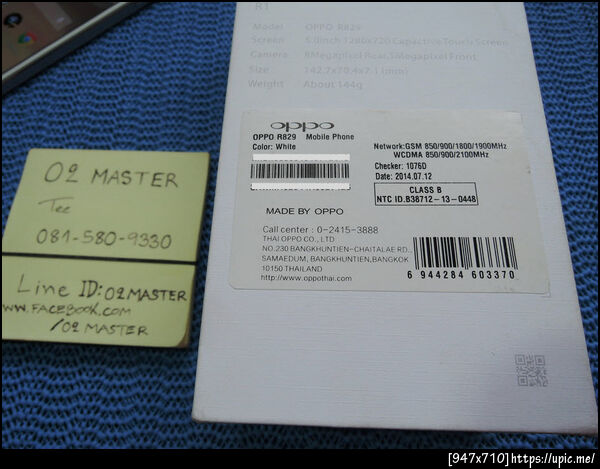 R1
Model OPPO R829
Screen 5.0inch 1280x720 Capactive Touch Screen
Camera 8Megapixel Rear,5Megapixel Front
Size 142.7x70.4x7.1(mm)
Weight About 144g
oppo
OPPO R829 Mobile Phone
Color: White
Network:GSM 850/900/1800/1900MHz
WCDMA 850/900/2100MHz
Checker: 1076D
Date: 2014.07.12
CLASS B
NTC ID.B38712-13-0448
MADE BY OPPO
Call center : 0-2415-3888
THAI OPPO CO., LTD
NO.230 BANGKHUNTIEN-CHAITALAE RD.,
SAMAEDUM, BANGKHUNTIEN,BANGKOK
10150 THAILAND
http://www.oppothai.com
6 944284 603370
O2 MASTER
Tee
081-580-9330
Line ID: O2MASTER
WWW.FACEBOOK.COM
/O2 MASTER
[947x710]https://upic.me/